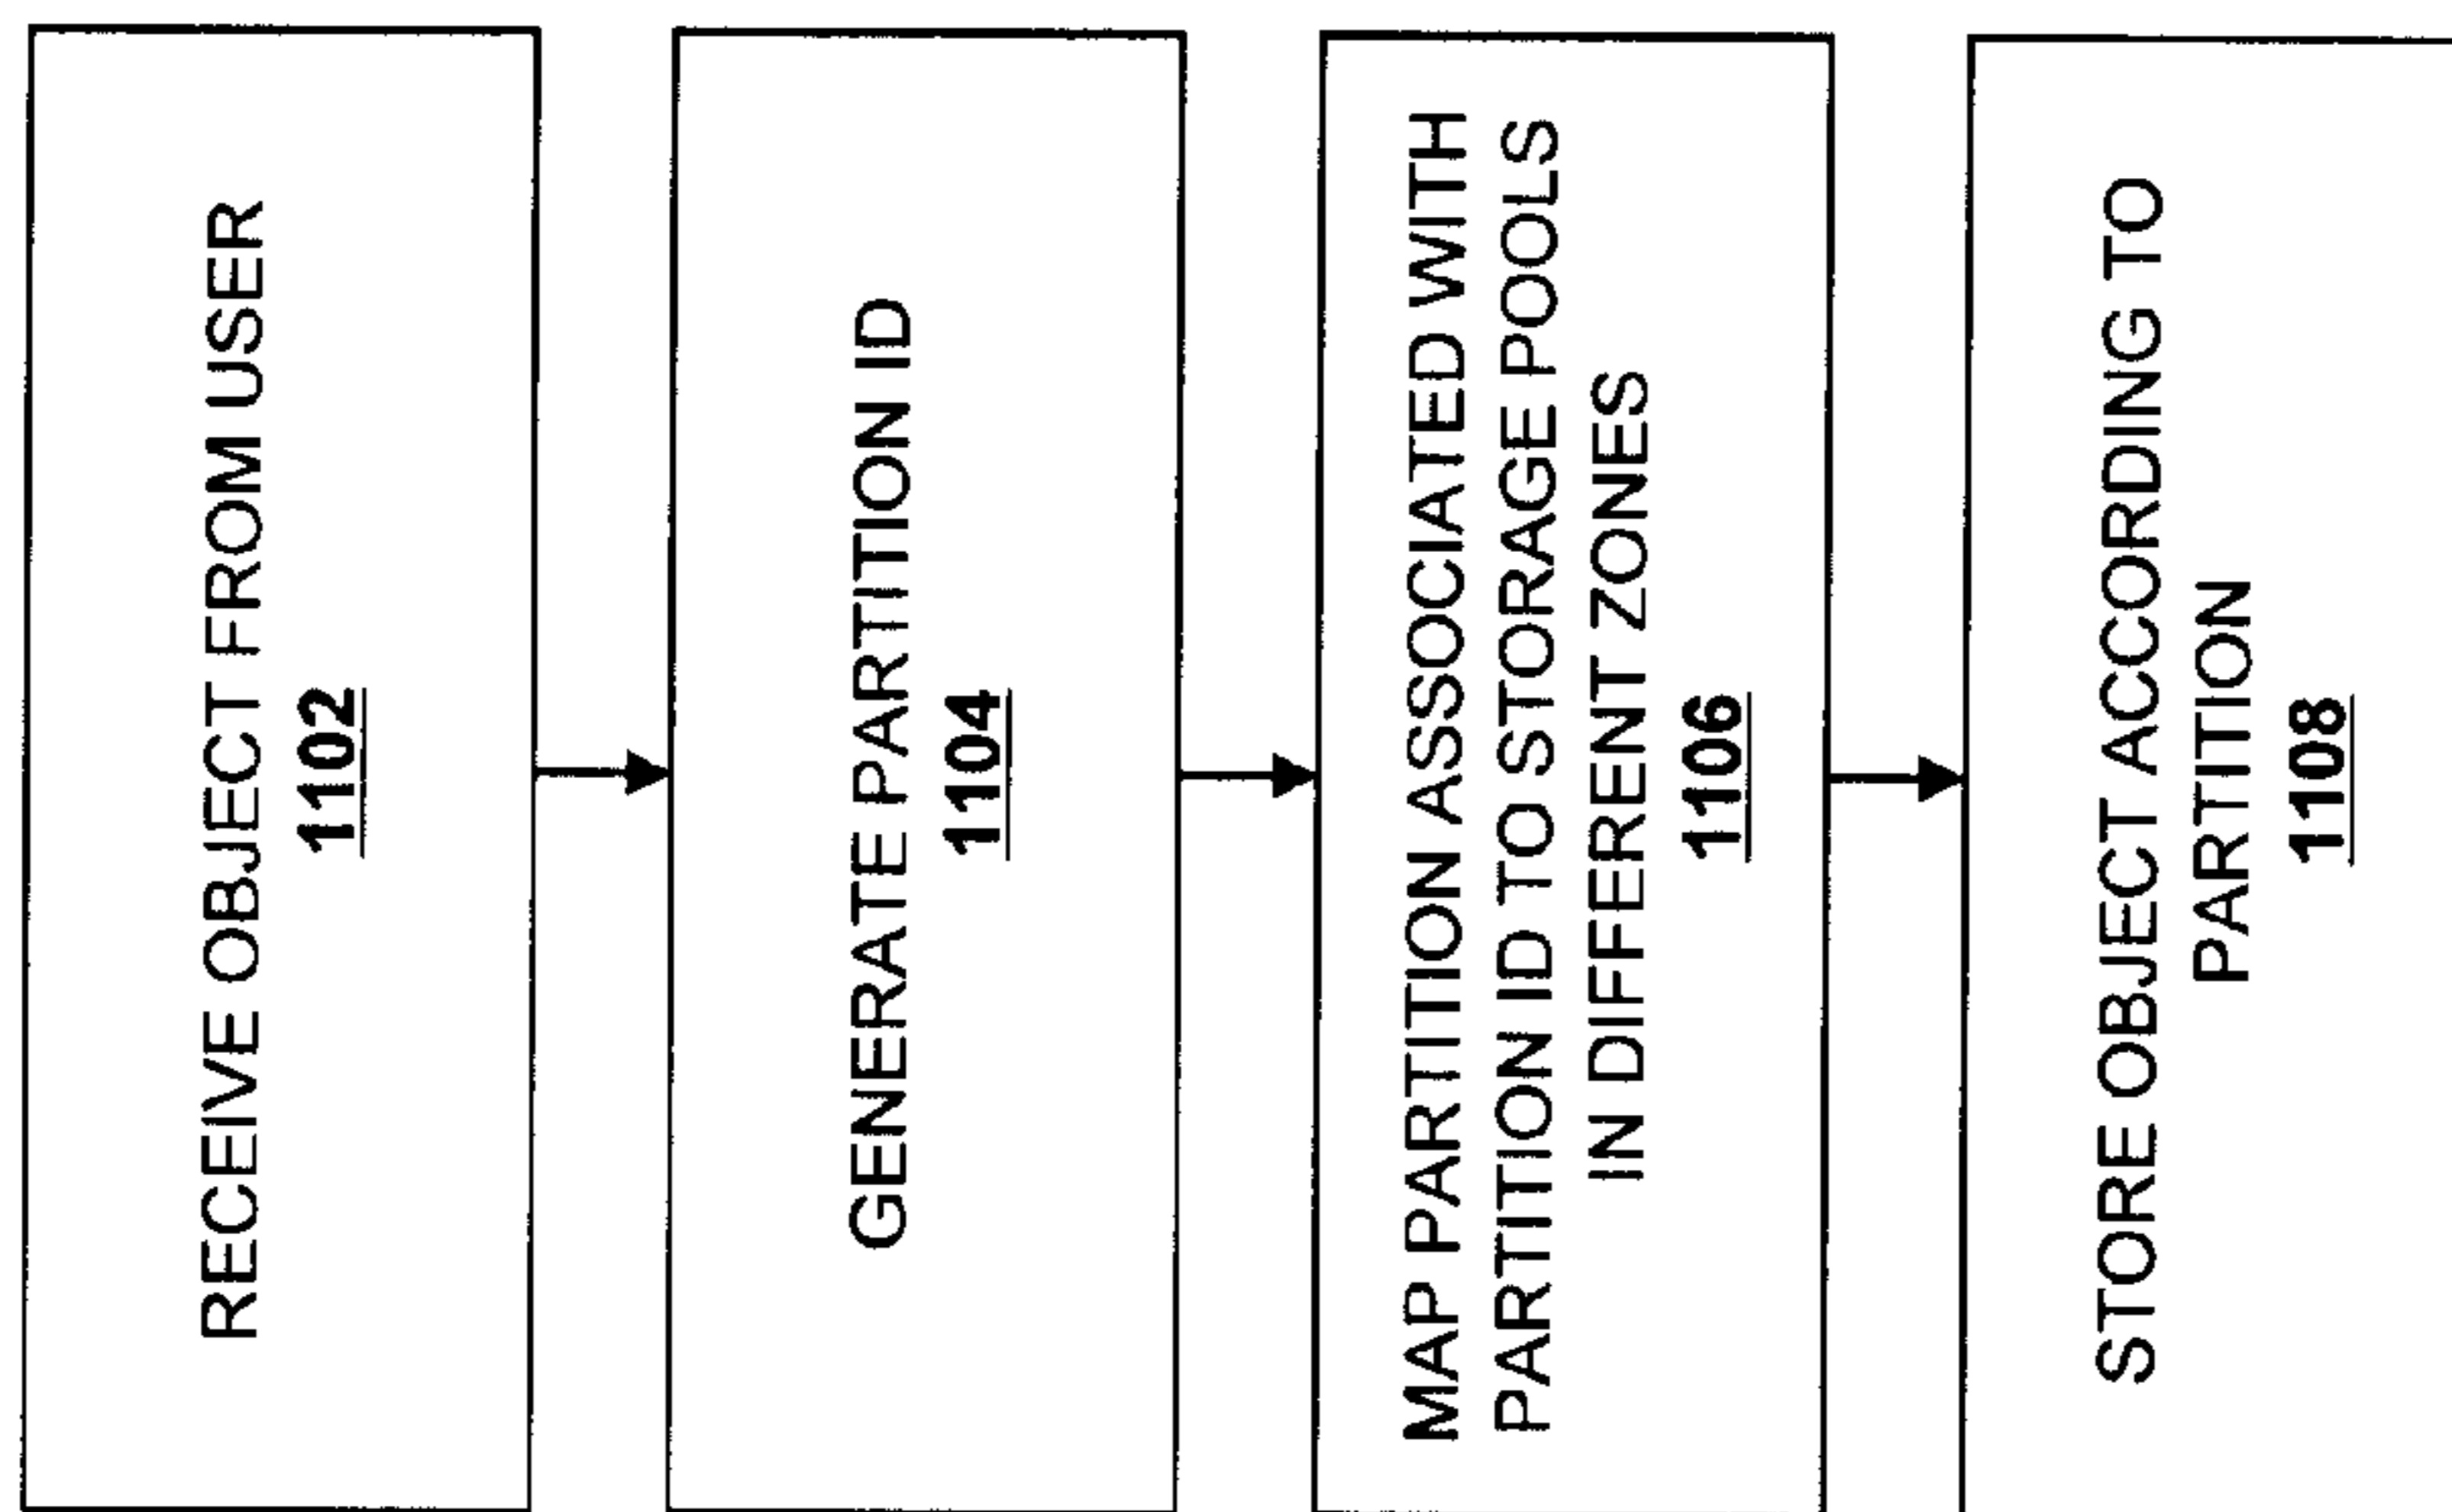 RECEIVE OBJECT FROM USER
1102
GENERATE PARTITION ID
1104
MAP PARTITION ASSOCIATED WITH
PARTITION ID TO STORAGE POOLS
IN DIFFERENT ZONES
1106
STORE OBJECT ACCORDING TO
PARTITION
1108